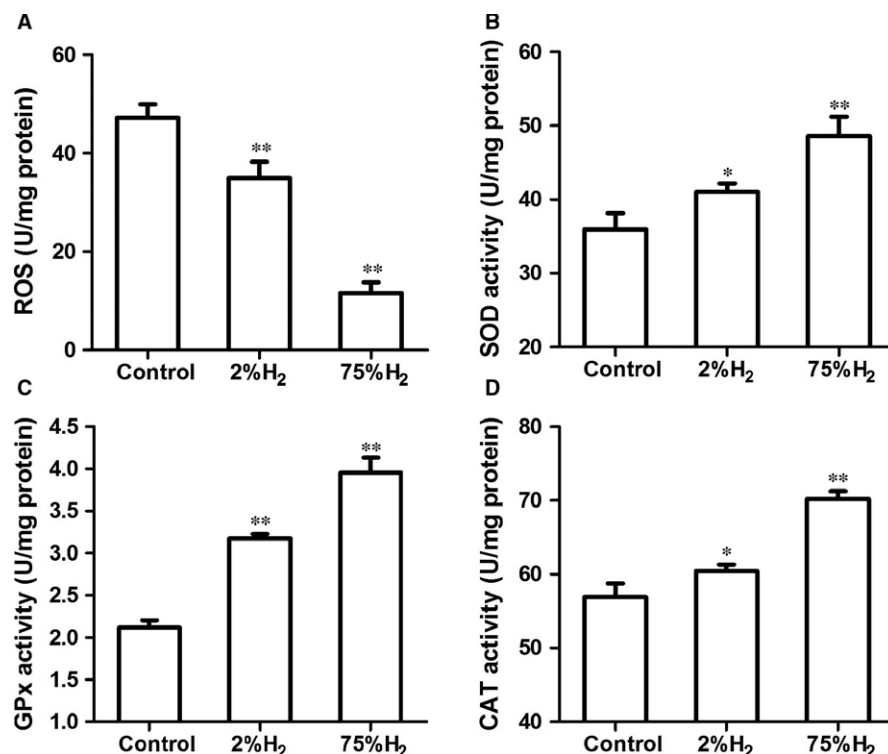 A
ROS (U/mg protein)
60
40
20
0
**
**
Control 2%H₂ 75%H₂
B
SOD activity (U/mg protein)
60
50
40
30
20
*
**
Control 2%H₂ 75%H₂
C
GPx activity (U/mg protein)
4.5
4.0
3.5
3.0
2.5
2.0
1.5
1.0
**
**
Control 2%H₂ 75%H₂
D
CAT activity (U/mg protein)
80
70
60
50
40
*
**
Control 2%H₂ 75%H₂